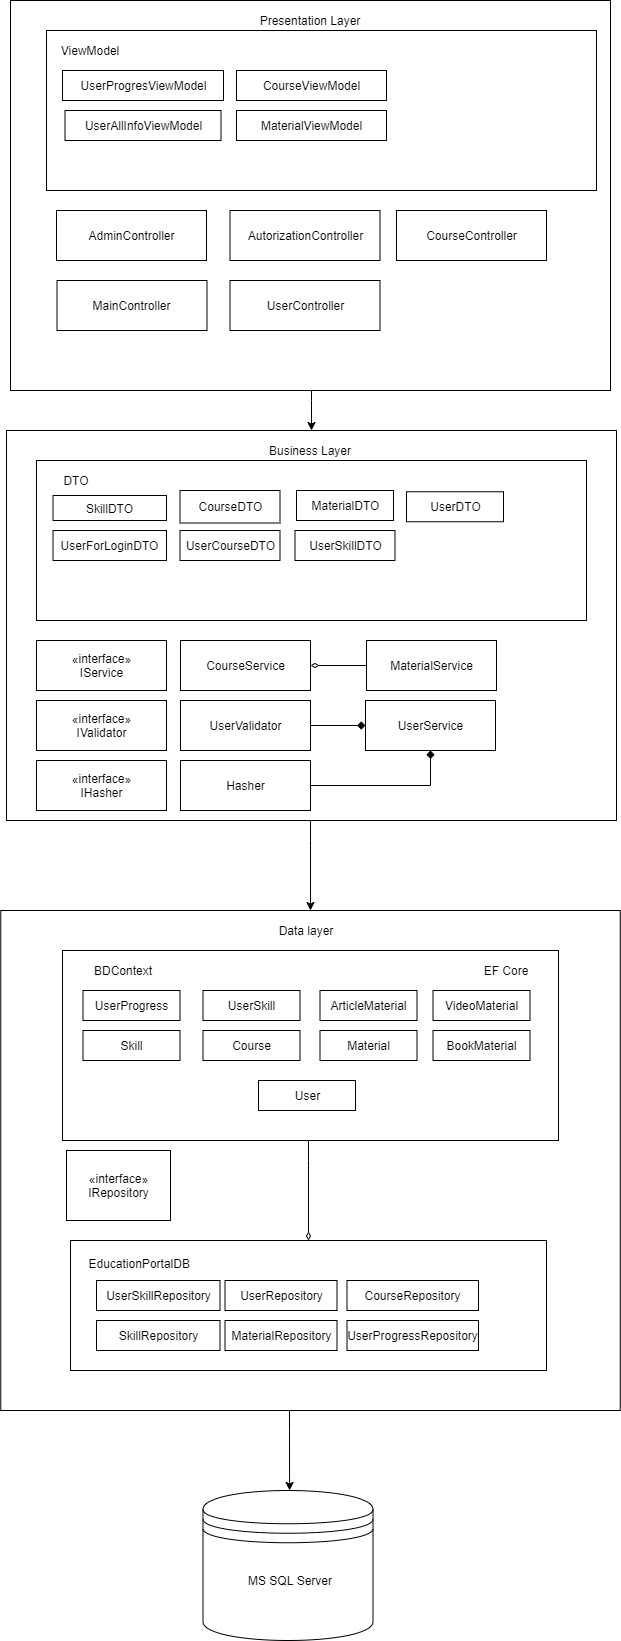 Presentation Layer
ViewModel
UserProgresViewModel
CourseViewModel
UserAllInfoViewModel
MaterialViewModel
AdminController
AutorizationController
CourseController
MainController
UserController
Business Layer
DTO
SkillDTO
CourseDTO
MaterialDTO
UserDTO
UserForLoginDTO
UserCourseDTO
UserSkillDTO
«interface»
IService
CourseService
MaterialService
«interface»
IValidator
UserValidator
UserService
«interface»
IHasher
Hasher
Data layer
BDContext
EF Core
UserProgress
UserSkill
ArticleMaterial
VideoMaterial
Skill
Course
Material
BookMaterial
User
«interface»
IRepository
EducationPortalDB
UserSkillRepository
UserRepository
CourseRepository
SkillRepository
MaterialRepository
UserProgressRepository
MS SQL Server